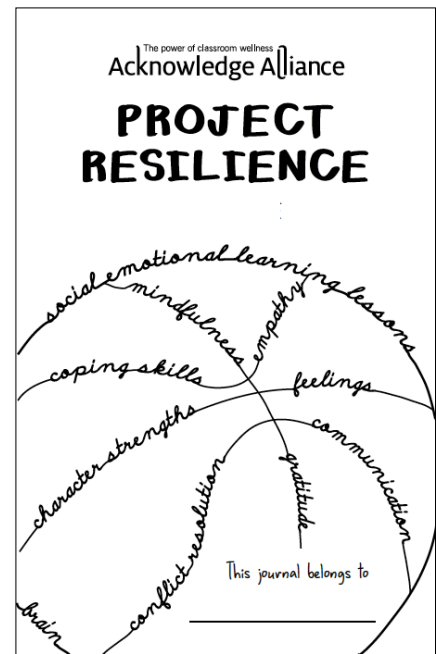 The power of classroom wellness
Acknowledge Alliance
PROJECT
RESILIENCE
social emotional learning lessons
mindfulness
empathy
coping skills
feelings
character strengths
communication
gratitude
conflict resolution
brain
This journal belongs to